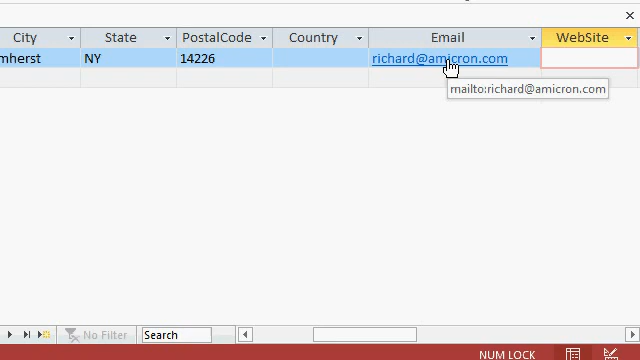 City State PostalCode Country Email WebSite
mherst NY 14226 richard@amicron.com
mailto:richard@amicron.com
No Filter Search
NUM LOCK